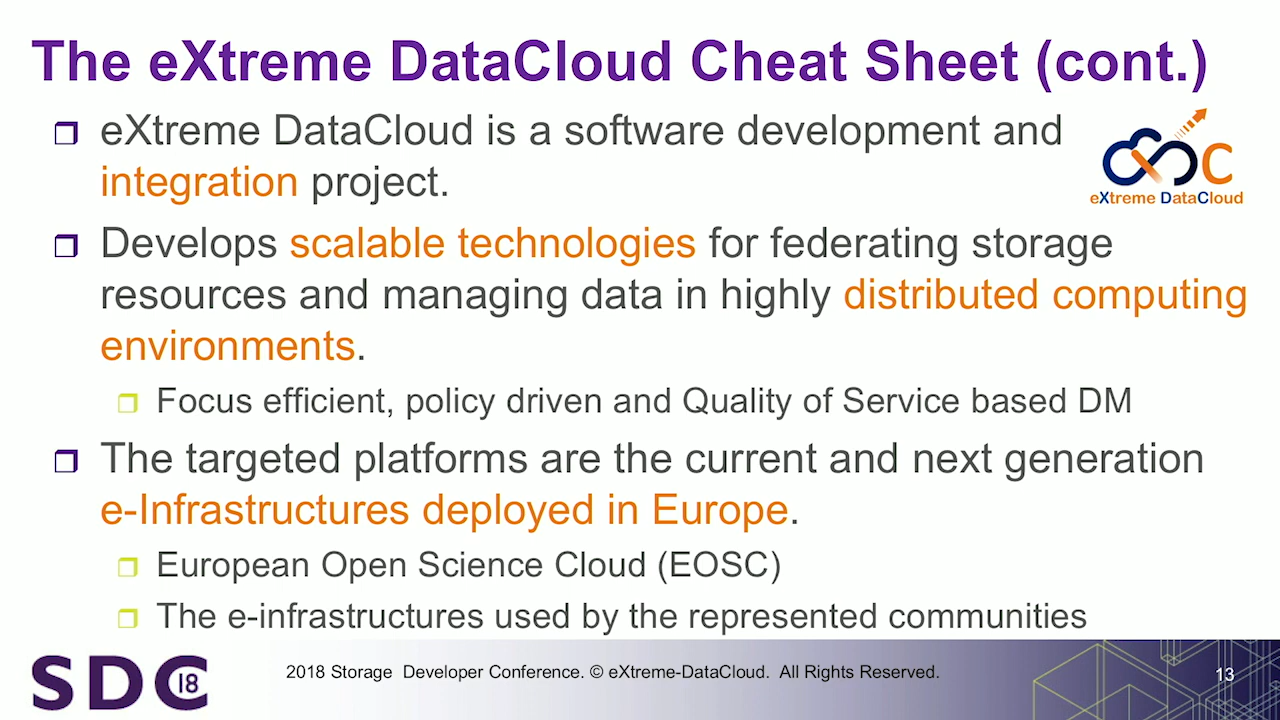 The eXtreme DataCloud Cheat Sheet (cont.)
eXtreme DataCloud is a software development and
integration project.
C
eXtreme DataCloud
Develops scalable technologies for federating storage
resources and managing data in highly distributed computing
environments.
Focus efficient, policy driven and Quality of Service based DM
The targeted platforms are the current and next generation
e-Infrastructures deployed in Europe.
European Open Science Cloud (EOSC)
The e-infrastructures used by the represented communities
SDC 18
2018 Storage Developer Conference. © eXtreme-DataCloud. All Rights Reserved.
13